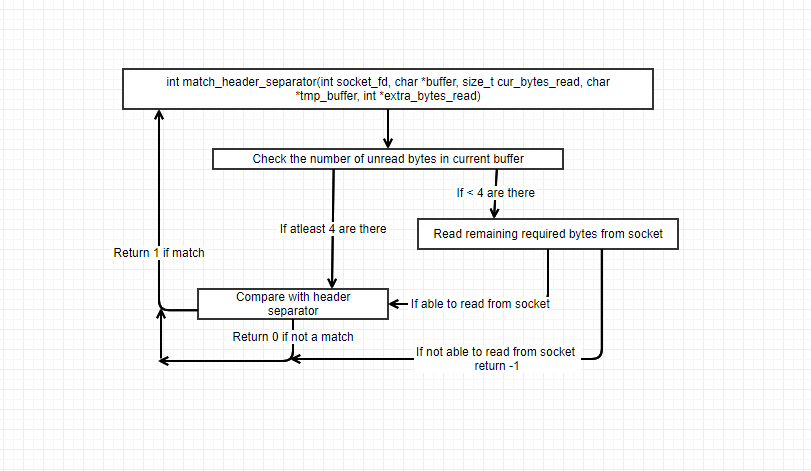 int match_header_separator(int socket_fd, char *buffer, size_t cur_bytes_read, char
*tmp_buffer, int *extra_bytes_read)
Check the number of unread bytes in current buffer
If < 4 are there
If atleast 4 are there
Read remaining required bytes from socket
Return 1 if match
Compare with header
separator
If able to read from socket
Return 0 if not a match
If not able to read from socket
return -1